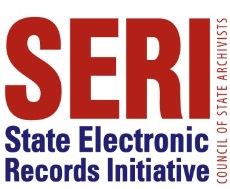 SERI
State Electronic
Records Initiative
COUNCIL OF STATE ARCHIVISTS